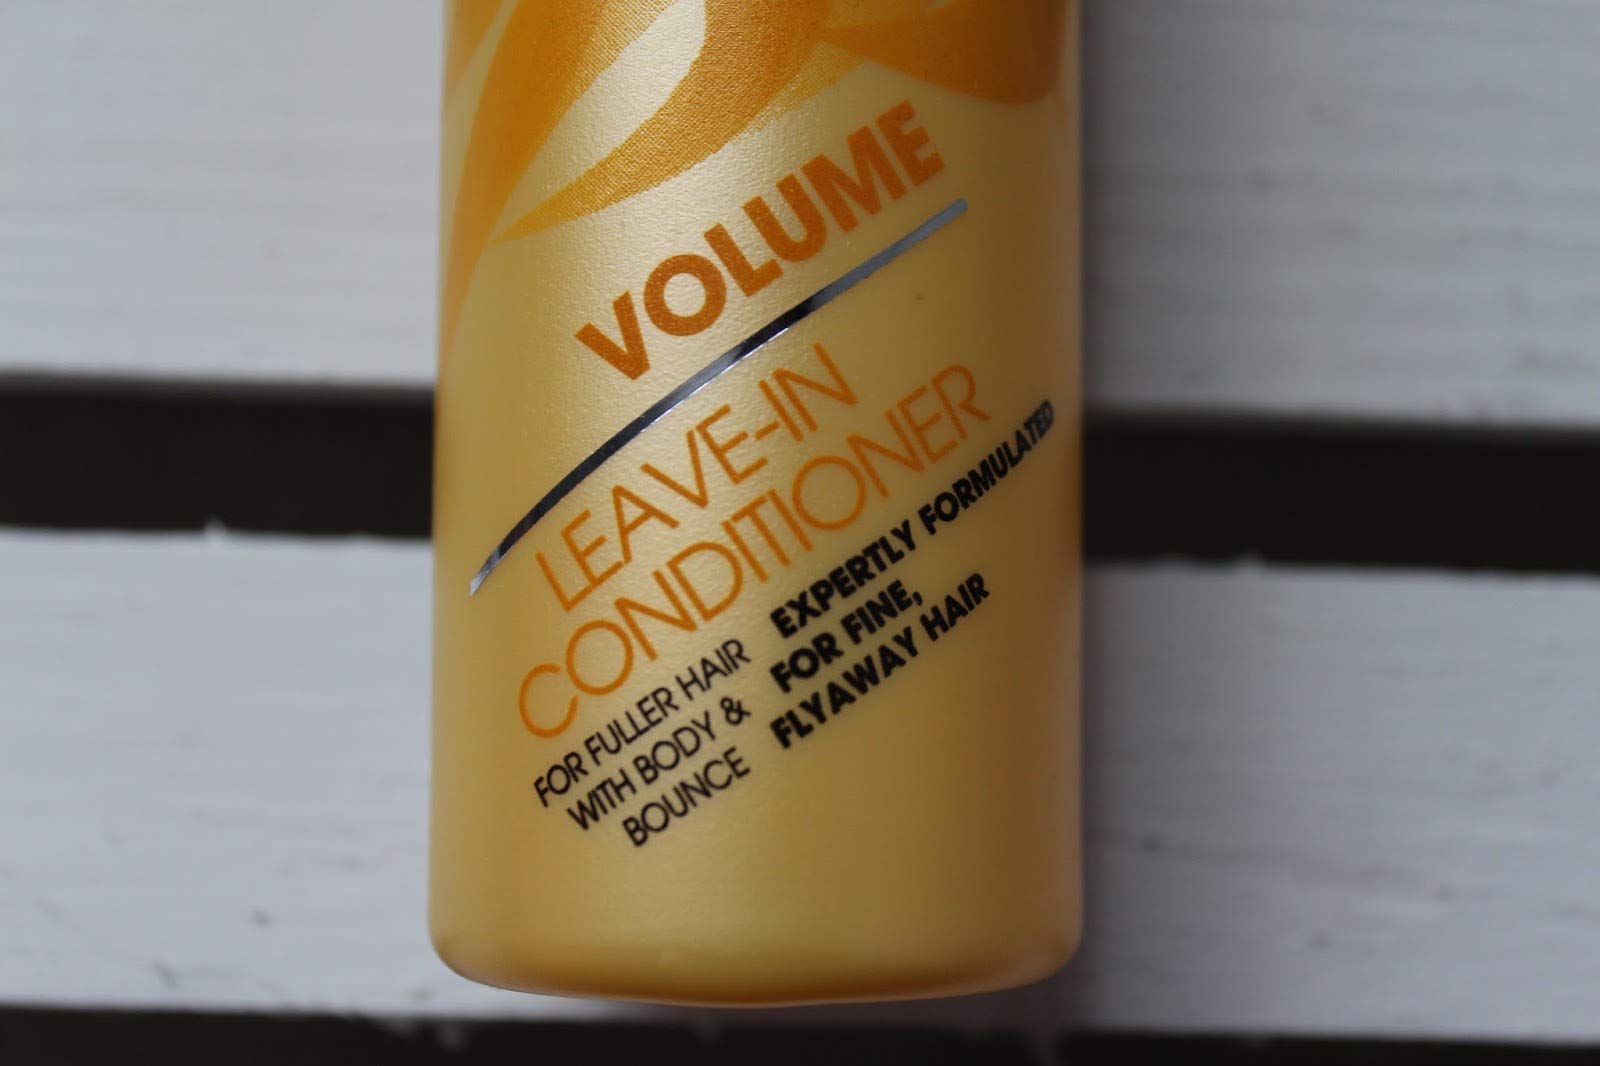 VOLUME
LEAVE-IN
CONDITIONER
FOR FULLER HAIR
WITH BODY &
BOUNCE
EXPERTLY FORMULATED
FOR FINE,
FLYAWAY HAIR